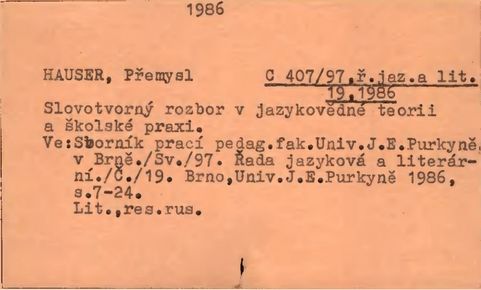 1986
HAUSER, Přemysl C 407/97,ř.jaz.a lit.
19,1986
Slovotvorný rozbor v jazykovědné teorii
a školské praxi.
Ve:Sborník prací pedag.fak.Univ.J.E.Purkyně
v Brně./Sv./97. Řada jazyková a literár-
ní./Č./19. Brno,Univ.J.E.Purkyně 1986,
s.7-24.
Lit.,res.rus.